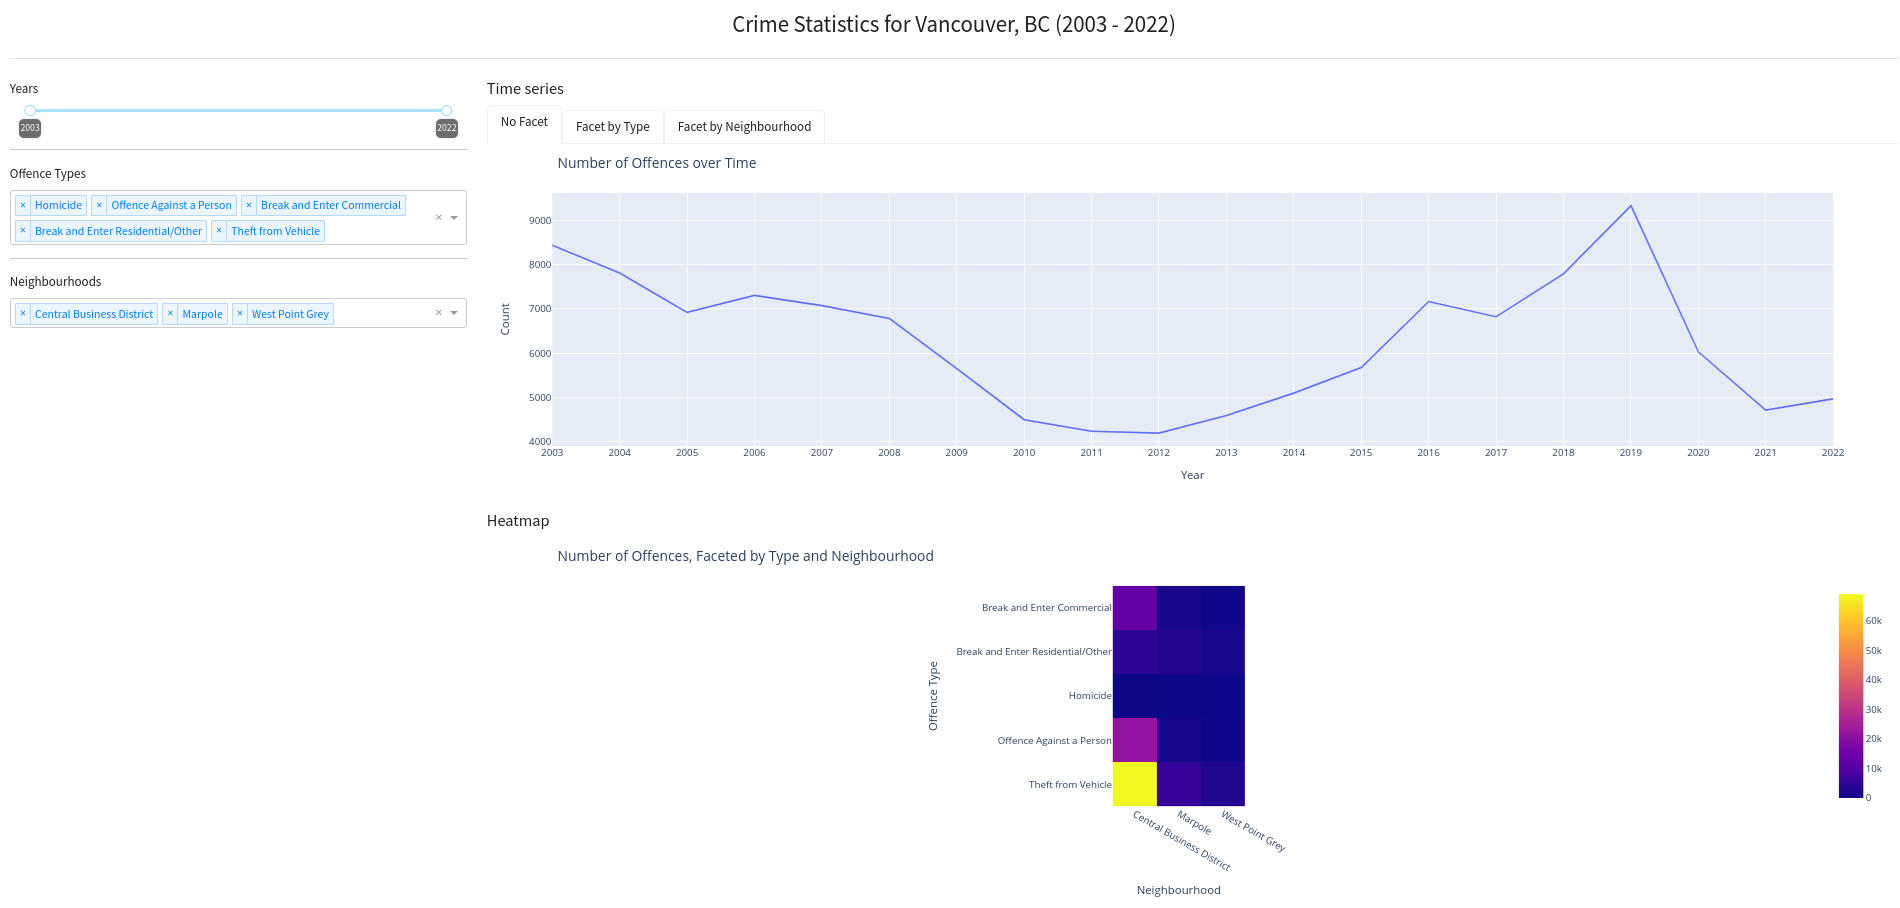 Crime Statistics for Vancouver, BC (2003 - 2022)
Years
2003 2022
Offence Types
× Homicide × Offence Against a Person × Break and Enter Commercial
× Break and Enter Residential/Other × Theft from Vehicle
×
Neighbourhoods
× Central Business District × Marpole × West Point Grey ×
Time series
No Facet Facet by Type Facet by Neighbourhood
Number of Offences over Time
9000
8000
7000
6000
5000
4000
Count
2003 2004 2005 2006 2007 2008 2009 2010 2011 2012 2013 2014 2015 2016 2017 2018 2019 2020 2021 2022
Year
Heatmap
Number of Offences, Faceted by Type and Neighbourhood
Break and Enter Commercial
Break and Enter Residential/Other
Homicide
Offence Against a Person
Theft from Vehicle
Offence Type
Central Business District
Marpole
West Point Grey
Neighbourhood
60k
50k
40k
30k
20k
10k
0